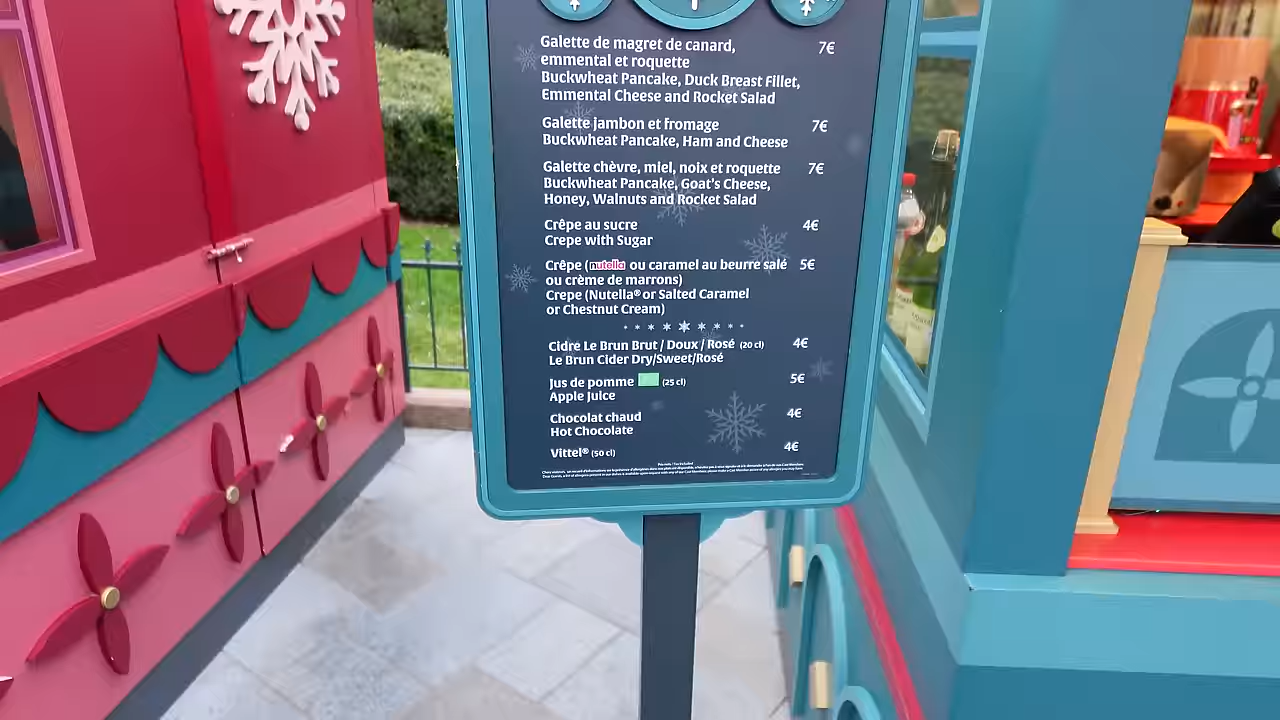 Galette de magret de canard, 7€
emmental et roquette
Buckwheat Pancake, Duck Breast Fillet,
Emmental Cheese and Rocket Salad
Galette jambon et fromage 7€
Buckwheat Pancake, Ham and Cheese
Galette chèvre, miel, noix et roquette 7€
Buckwheat Pancake, Goat's Cheese,
Honey, Walnuts and Rocket Salad
Crêpe au sucre 4€
Crepe with Sugar
Crêpe (nutella ou caramel au beurre salé 5€
ou crème de marrons)
Crepe (Nutella® or Salted Caramel
or Chestnut Cream)
Cidre Le Brun Brut / Doux / Rosé (20 cl) 4€
Le Brun Cider Dry/Sweet/Rosé
Jus de pomme (25 cl) 5€
Apple Juice
Chocolat chaud 4€
Hot Chocolate
Vittel® (50 cl) 4€